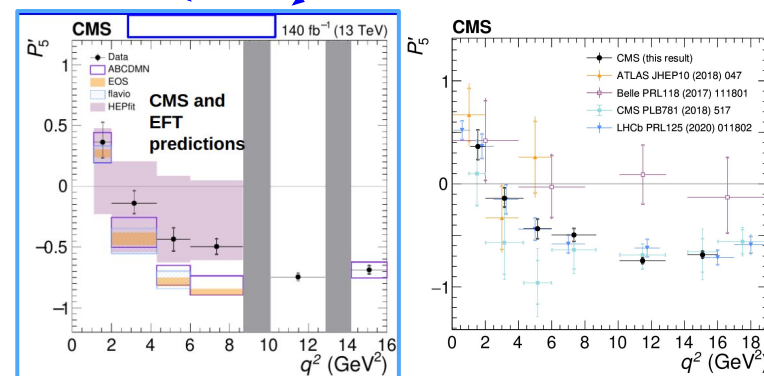 CMS
140 fb⁻¹ (13 TeV)
P′₅
1
0.5
0
−0.5
−1
Data
ABCDMN
EOS
flavio
HEPfit
CMS and
EFT
predictions
0 2 4 6 8 10 12 14 16
q² (GeV²)
CMS
P′₅
1
0
−1
CMS (this result)
ATLAS JHEP10 (2018) 047
Belle PRL118 (2017) 111801
CMS PLB781 (2018) 517
LHCb PRL125 (2020) 011802
0 2 4 6 8 10 12 14 16 18
q² (GeV²)